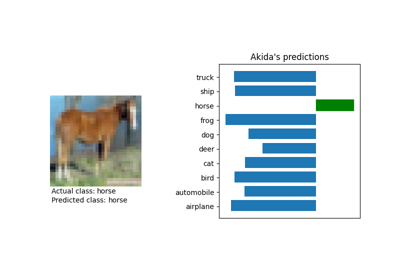 Akida's predictions
truck
ship
horse
frog
dog
deer
cat
bird
automobile
airplane
Actual class: horse
Predicted class: horse